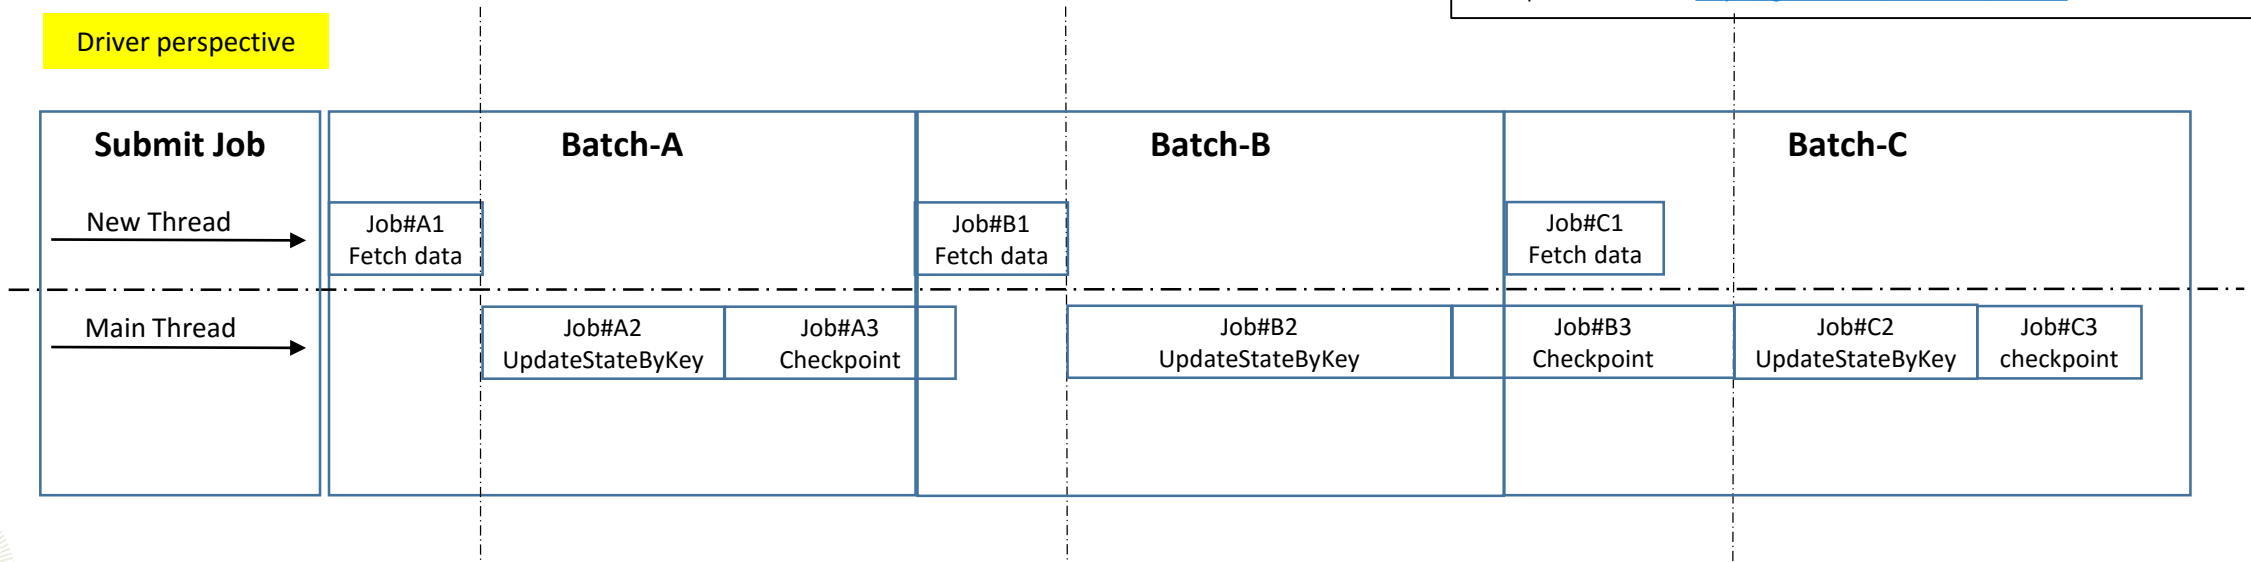 Driver perspective
Submit Job
Batch-A
Batch-B
Batch-C
New Thread
Job#A1
Fetch data
Job#B1
Fetch data
Job#C1
Fetch data
Main Thread
Job#A2
UpdateStateByKey
Job#A3
Checkpoint
Job#B2
UpdateStateByKey
Job#B3
Checkpoint
Job#C2
UpdateStateByKey
Job#C3
checkpoint